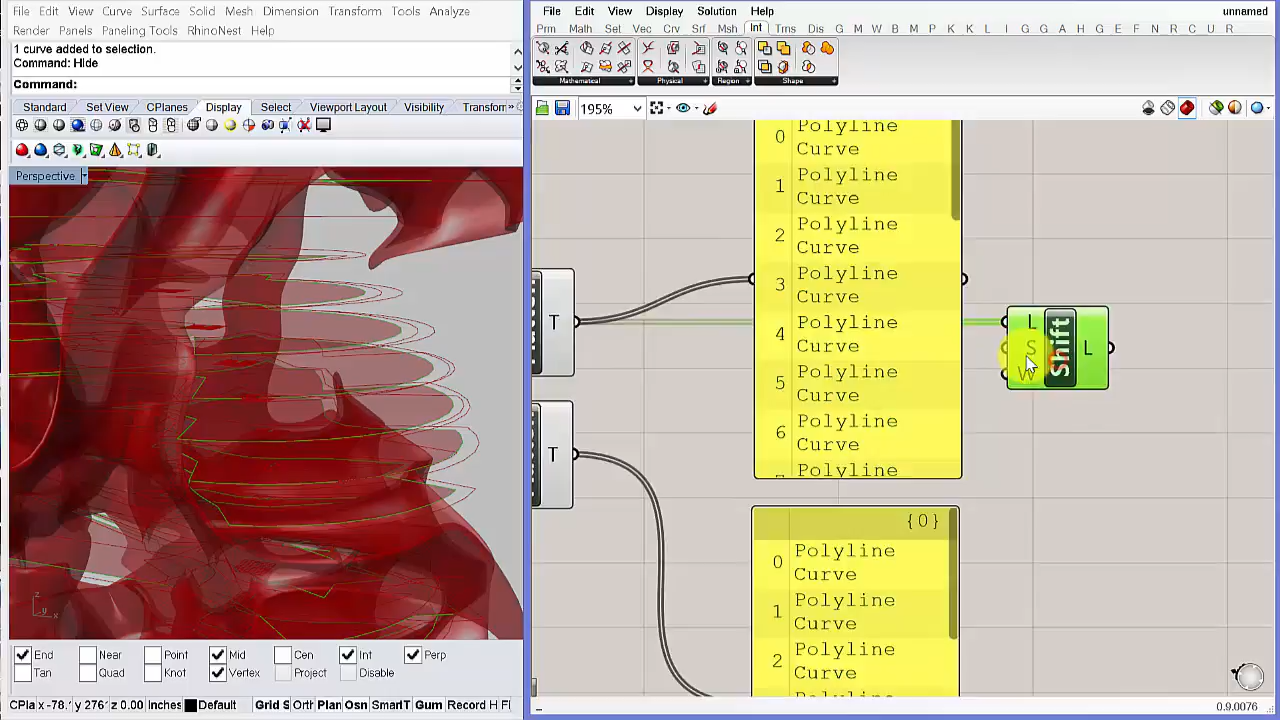 File Edit View Curve Surface Solid Mesh Dimension Transform Tools Analyze
Render Panels Paneling Tools RhinoNest Help
1 curve added to selection.
Command: Hide
Command:
Standard Set View CPlanes Display Select Viewport Layout Visibility Transform »
Perspective
End Near Point Mid Cen Int Perp
Tan Quad Knot Vertex Project Disable
CPla x -78. y 276 z 0.0 Inches Default Grid S Orth Plan Osn SmarT Gum Record H Fl
File Edit View Display Solution Help unnamed
Prm Math Set Vec Crv Srf Msh Int Trns Dis G M W P K K L I G E G G E F N R C U R
Mathematical Physical Region Shape
195%
0 Polyline
Curve
1 Polyline
Curve
2 Polyline
Curve
3 Polyline
Curve
4 Polyline
Curve
5 Polyline
Curve
6 Polyline
Curve
Polyline
T
L
S
W
Shift
L
T
{0}
0 Polyline
Curve
1 Polyline
Curve
2 Polyline
Curve
0.9.0076